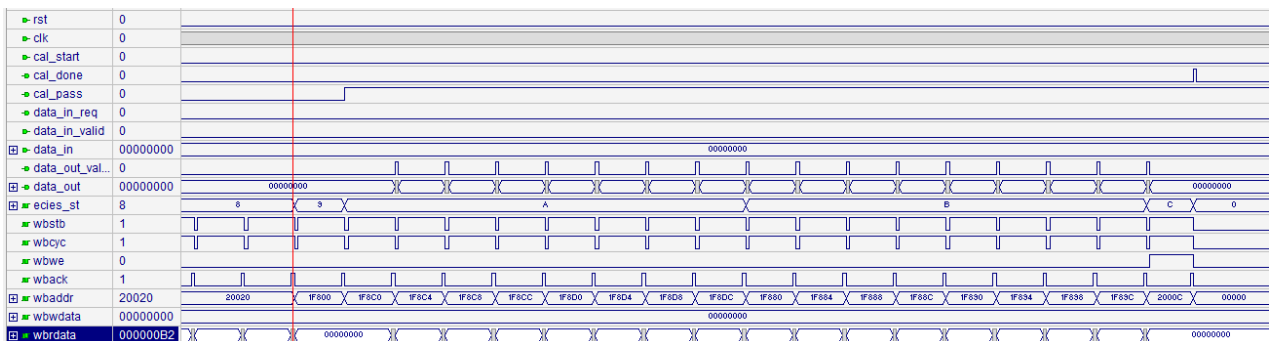 rst 0
clk 0
cal_start 0
cal_done 0
cal_pass 0
data_in_req 0
data_in_valid 0
data_in 00000000 00000000
data_out_val... 0
data_out 00000000 00000000 00000000
ecies_st 8 8 9 A B C 0
wbstb 1
wbcyc 1
wbwe 0
wback 1
wbaddr 20020 20020 1F800 1F8C0 1F8C4 1F8C8 1F8CC 1F8D0 1F8D4 1F8D8 1F8DC 1F880 1F884 1F888 1F88C 1F890 1F894 1F898 1F89C 2000C 00000
wbwdata 00000000 00000000
wbrdata 000000B2 00000000 00000000